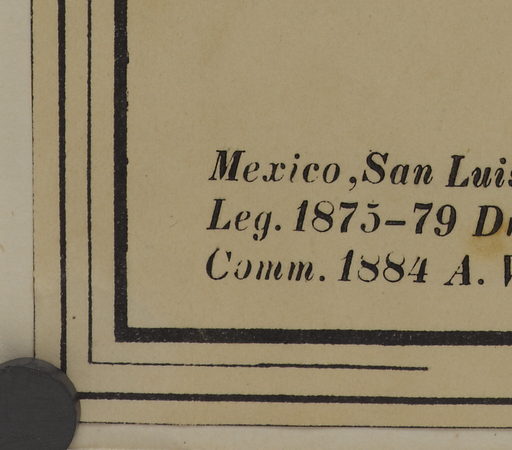 Mexico, San Luis
Leg. 1875-79
Comm. 1884 A.